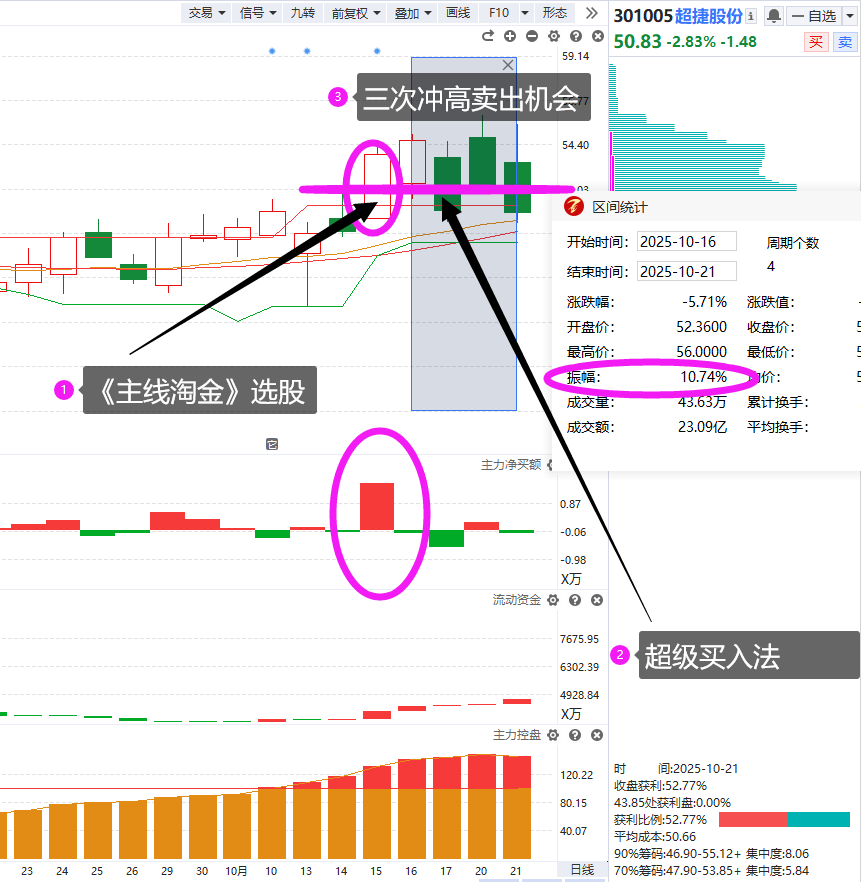 交易 信号 九转 前复权 叠加 画线 F10 形态
301005 超捷股份 自选
50.83 -2.83% -1.48 买 卖
59.14
三次冲高卖出机会
3
54.40
区间统计
开始时间: 2025-10-16 周期个数
结束时间: 2025-10-21 4
涨跌幅: -5.71% 涨跌值:
开盘价: 52.3600 收盘价:
最高价: 56.0000 最低价:
振幅: 10.74%
成交量: 43.63万 累计换手:
成交额: 23.09亿 平均换手:
1
《主线淘金》选股
主力净买额
0.87
-0.06
-0.98
X万
流动资金
7675.95
2
超级买入法
6302.39
4928.84
X万
主力控盘
120.22
80.15
40.07
时 间:2025-10-21
收盘获利:52.77%
43.85处获利盘:0.00%
获利比例:52.77%
平均成本:50.66
90%筹码:46.90-55.12+ 集中度:8.06
70%筹码:47.90-53.85+ 集中度:5.84
23 24 25 26 29 30 10月 10 13 14 15 16 17 20 21 日线